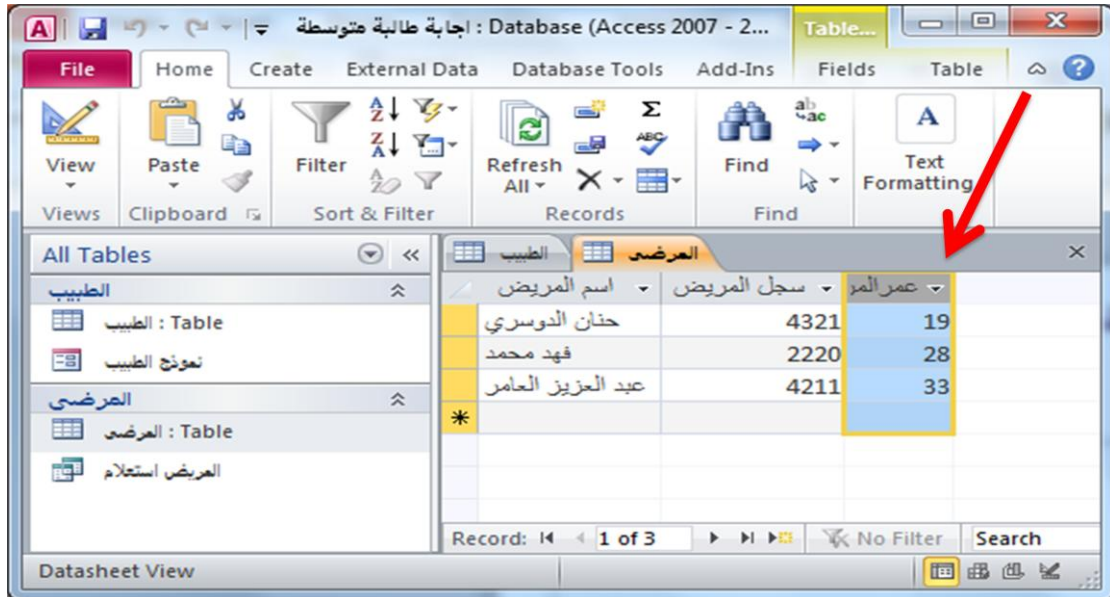 اجابة طالبة متوسطة : Database (Access 2007 - 2... Table...
File Home Create External Data Database Tools Add-Ins Fields Table
View Paste Filter Refresh All Find Text Formatting
Views Clipboard Sort & Filter Records Find
All Tables
الطبيب
الطبيب : Table
نموذج الطبيب
المرضى
المرضى : Table
المريض استعلام
الطبيب المرضى
اسم المريض سجل المريض عمر المر
حنان الدوسري 4321 19
فهد محمد 2220 28
عبد العزيز العامر 4211 33
Record: 1 of 3 No Filter Search
Datasheet View